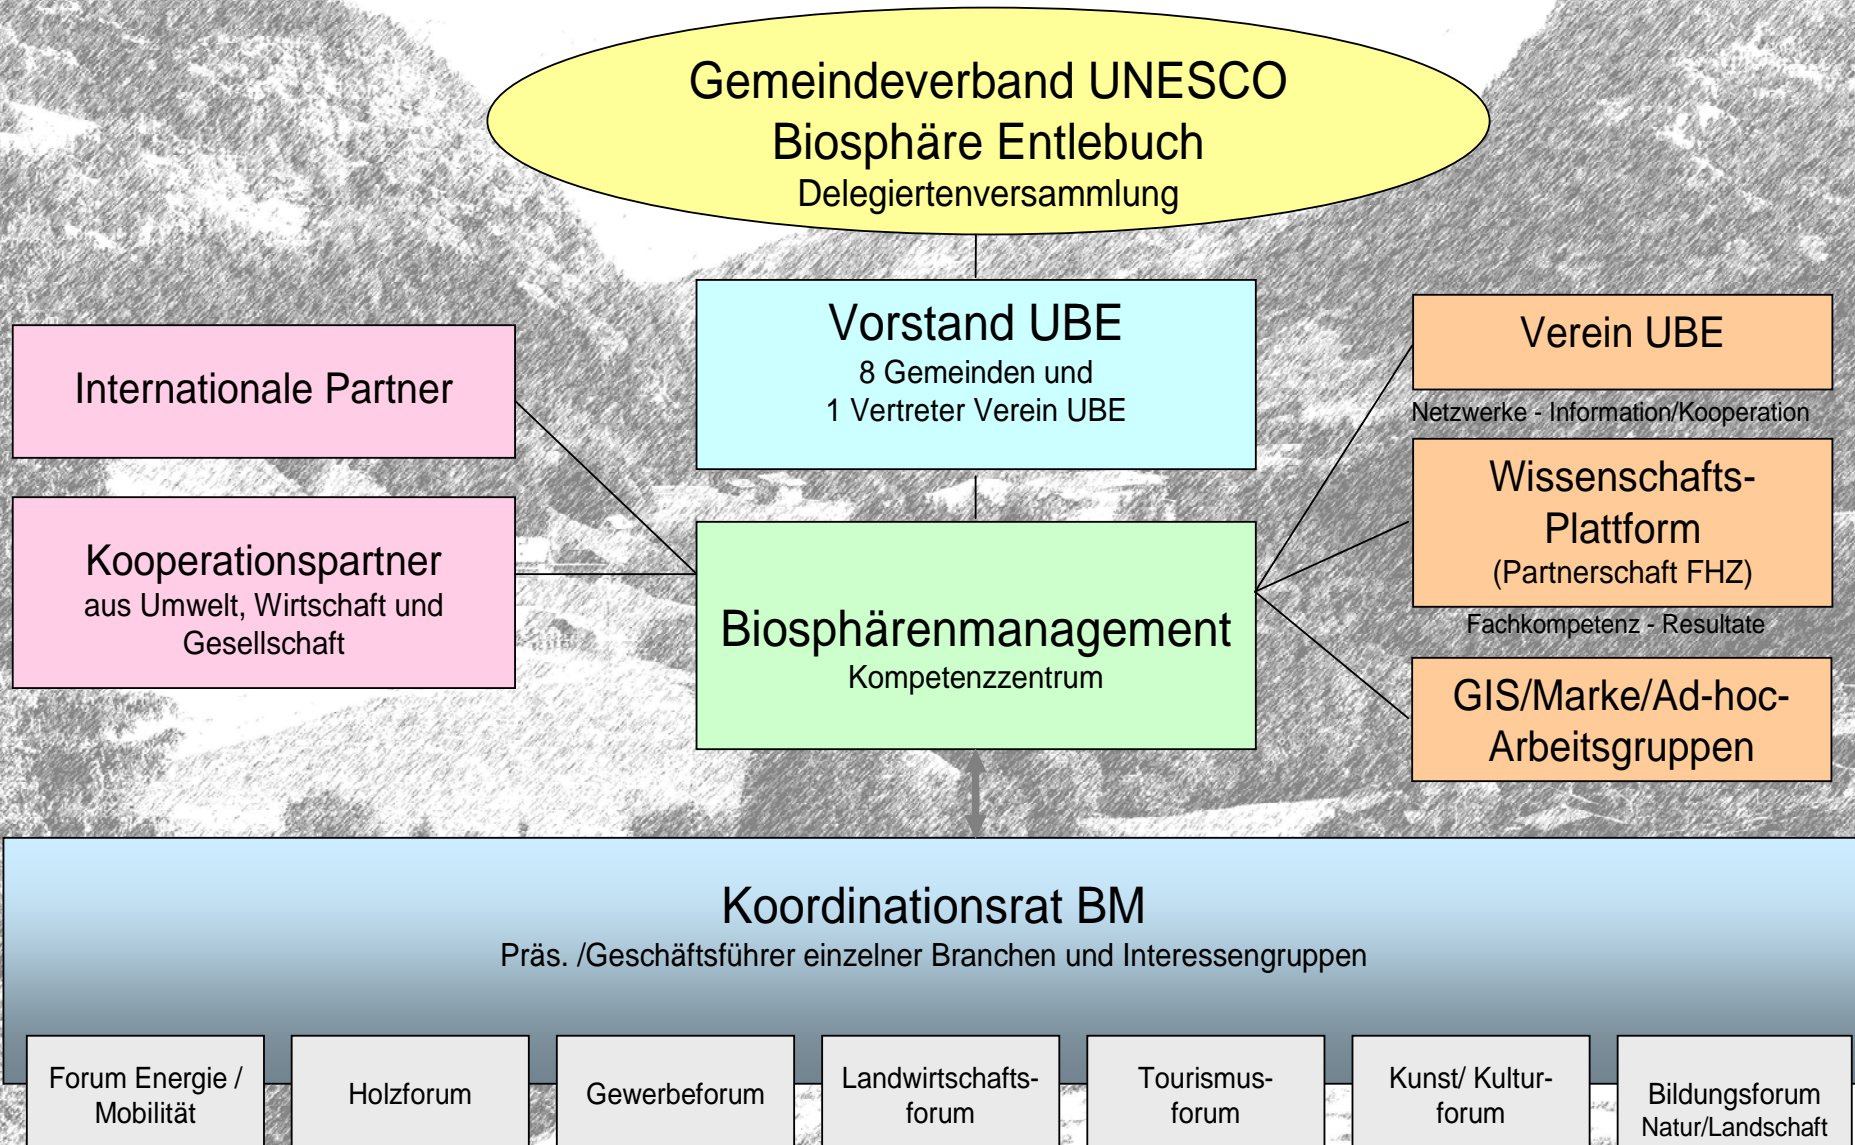 Gemeindeverband UNESCO
Biosphäre Entlebuch
Delegiertenversammlung
Vorstand UBE
8 Gemeinden und
1 Vertreter Verein UBE
Internationale Partner
Kooperationspartner
aus Umwelt, Wirtschaft und
Gesellschaft
Biosphärenmanagement
Kompetenzzentrum
Verein UBE
Netzwerke - Information/Kooperation
Wissenschafts-
Plattform
(Partnerschaft FHZ)
Fachkompetenz - Resultate
GIS/Marke/Ad-hoc-
Arbeitsgruppen
Koordinationsrat BM
Präs. /Geschäftsführer einzelner Branchen und Interessengruppen
Forum Energie /
Mobilität
Holzforum
Gewerbeforum
Landwirtschafts-
forum
Tourismus-
forum
Kunst/ Kultur-
forum
Bildungsforum
Natur/Landschaft